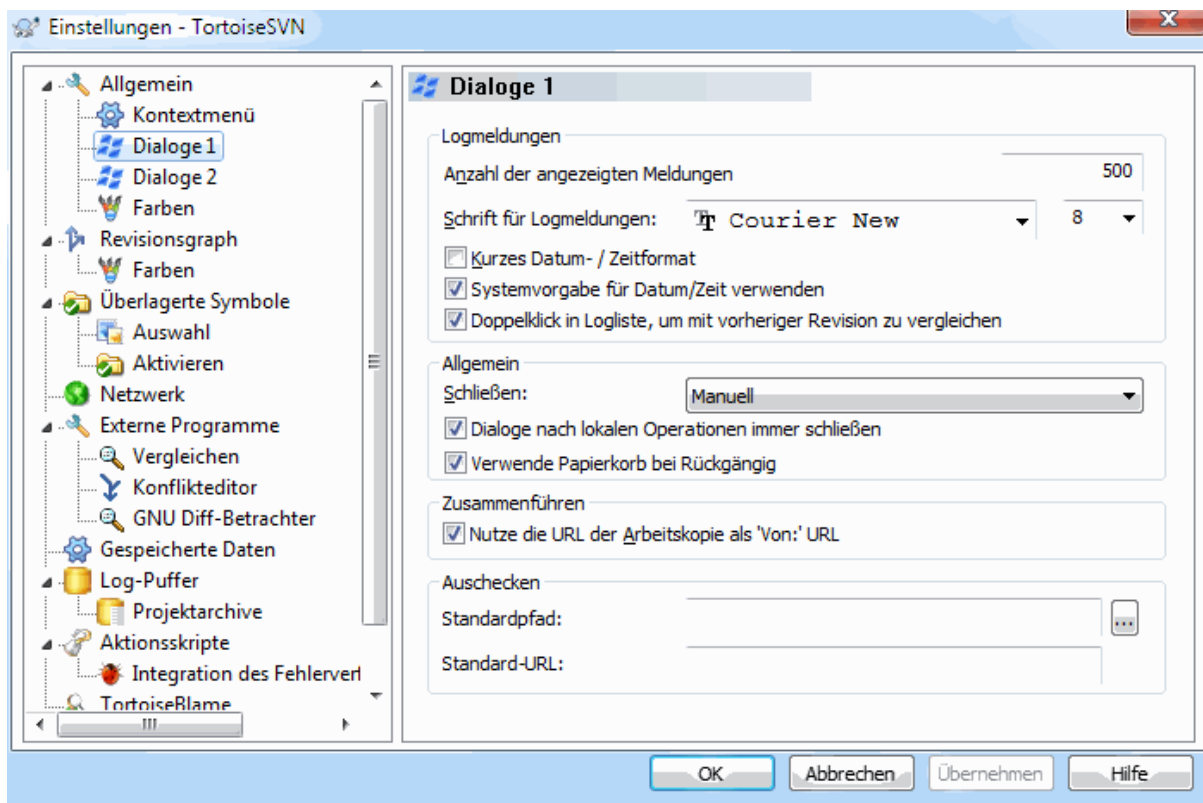 Einstellungen - TortoiseSVN
Allgemein
Kontextmenü
Dialoge 1
Dialoge 2
Farben
Revisionsgraph
Farben
Überlagerte Symbole
Auswahl
Aktivieren
Netzwerk
Externe Programme
Vergleichen
Konflikteditor
GNU Diff-Betrachter
Gespeicherte Daten
Log-Puffer
Projektarchive
Aktionsskripte
Integration des Fehlerverf
TortoiseBlame
Dialoge 1
Logmeldungen
Anzahl der angezeigten Meldungen 500
Schrift für Logmeldungen: Courier New 8
Kurzes Datum- / Zeitformat
Systemvorgabe für Datum/Zeit verwenden
Doppelklick in Logliste, um mit vorheriger Revision zu vergleichen
Allgemein
Schließen: Manuell
Dialoge nach lokalen Operationen immer schließen
Verwende Papierkorb bei Rückgängig
Zusammenführen
Nutze die URL der Arbeitskopie als 'Von:' URL
Auschecken
Standardpfad: ...
Standard-URL:
OK Abbrechen Übernehmen Hilfe